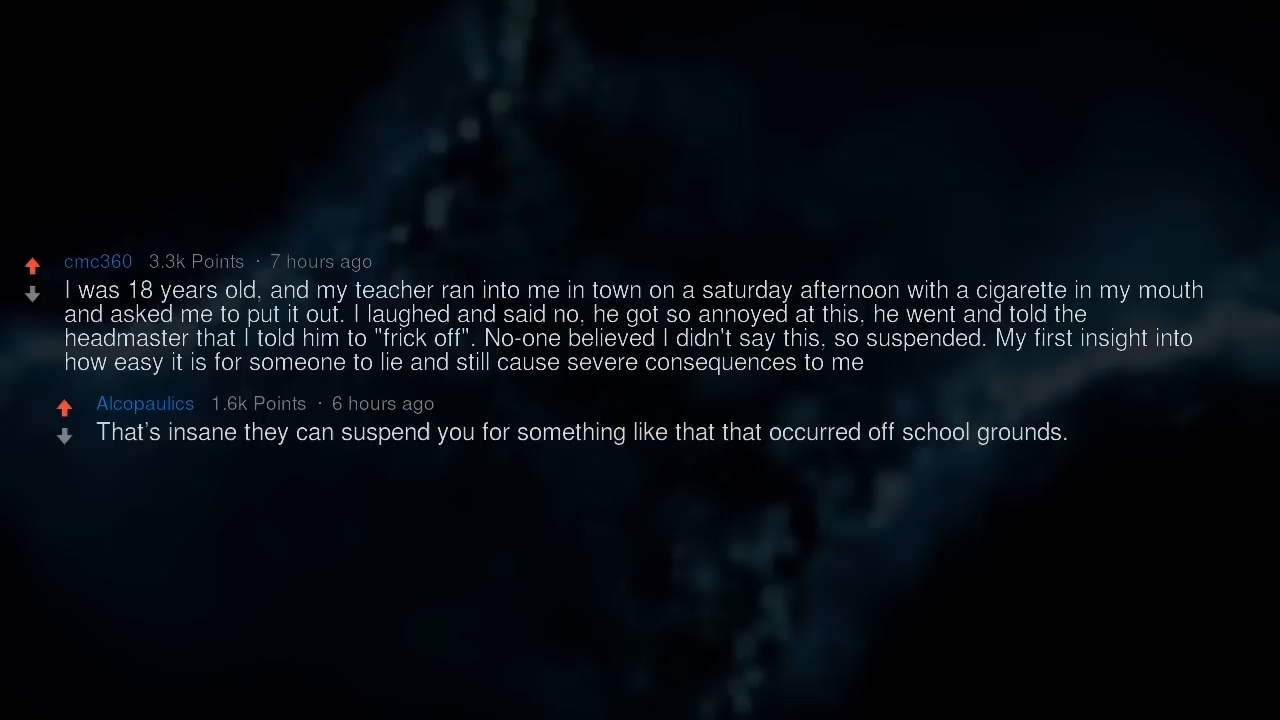 cmc360 3.3k Points · 7 hours ago
I was 18 years old, and my teacher ran into me in town on a saturday afternoon with a cigarette in my mouth
and asked me to put it out. I laughed and said no, he got so annoyed at this, he went and told the
headmaster that I told him to "frick off". No-one believed I didn't say this, so suspended. My first insight into
how easy it is for someone to lie and still cause severe consequences to me
Alcopaulics 1.6k Points · 6 hours ago
That's insane they can suspend you for something like that that occurred off school grounds.